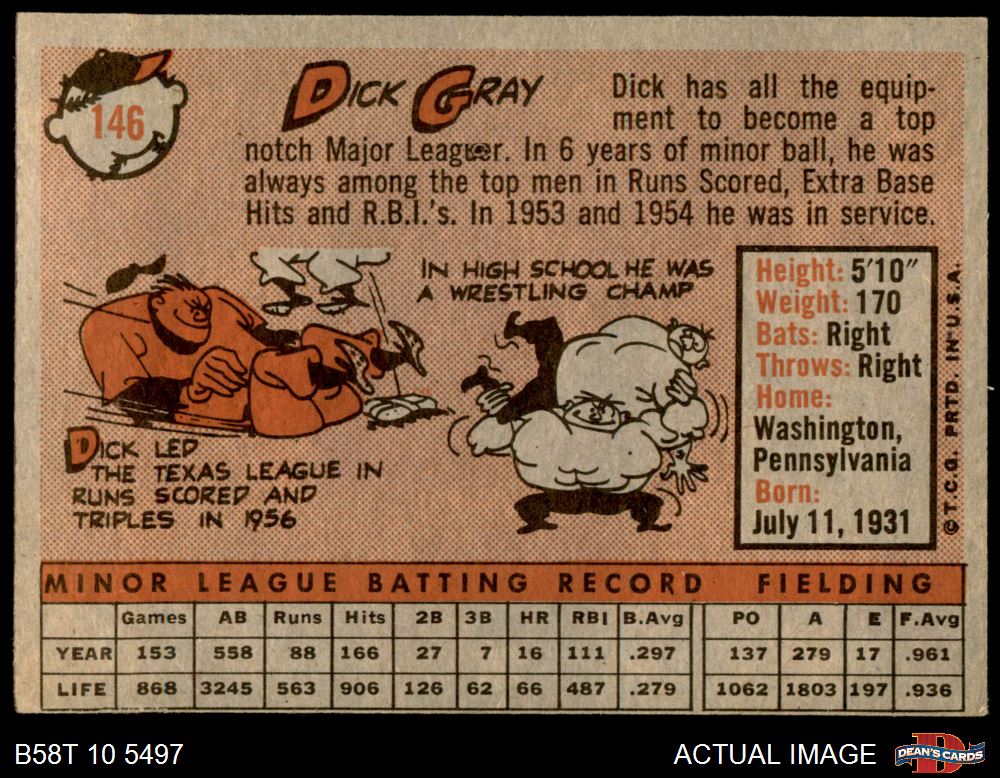 146
DICK GRAY
Dick has all the equip-
ment to become a top
notch Major Leaguer. In 6 years of minor ball, he was
always among the top men in Runs Scored, Extra Base
Hits and R.B.I.'s. In 1953 and 1954 he was in service.
IN HIGH SCHOOL HE WAS
A WRESTLING CHAMP
DICK LED
THE TEXAS LEAGUE IN
RUNS SCORED AND
TRIPLES IN 1956
Height: 5'10"
Weight: 170
Bats: Right
Throws: Right
Home:
Washington,
Pennsylvania
Born:
July 11, 1931
© T.C.G. PRTD. IN U.S.A.
MINOR LEAGUE BATTING RECORD FIELDING
Games AB Runs Hits 2B 3B HR RBI B.Avg PO A E F.Avg
YEAR 153 558 88 166 27 7 16 111 .297 137 279 17 .961
LIFE 868 3245 563 906 126 62 66 487 .279 1062 1803 197 .936
B58T 10 5497 ACTUAL IMAGE DEAN'S CARDS